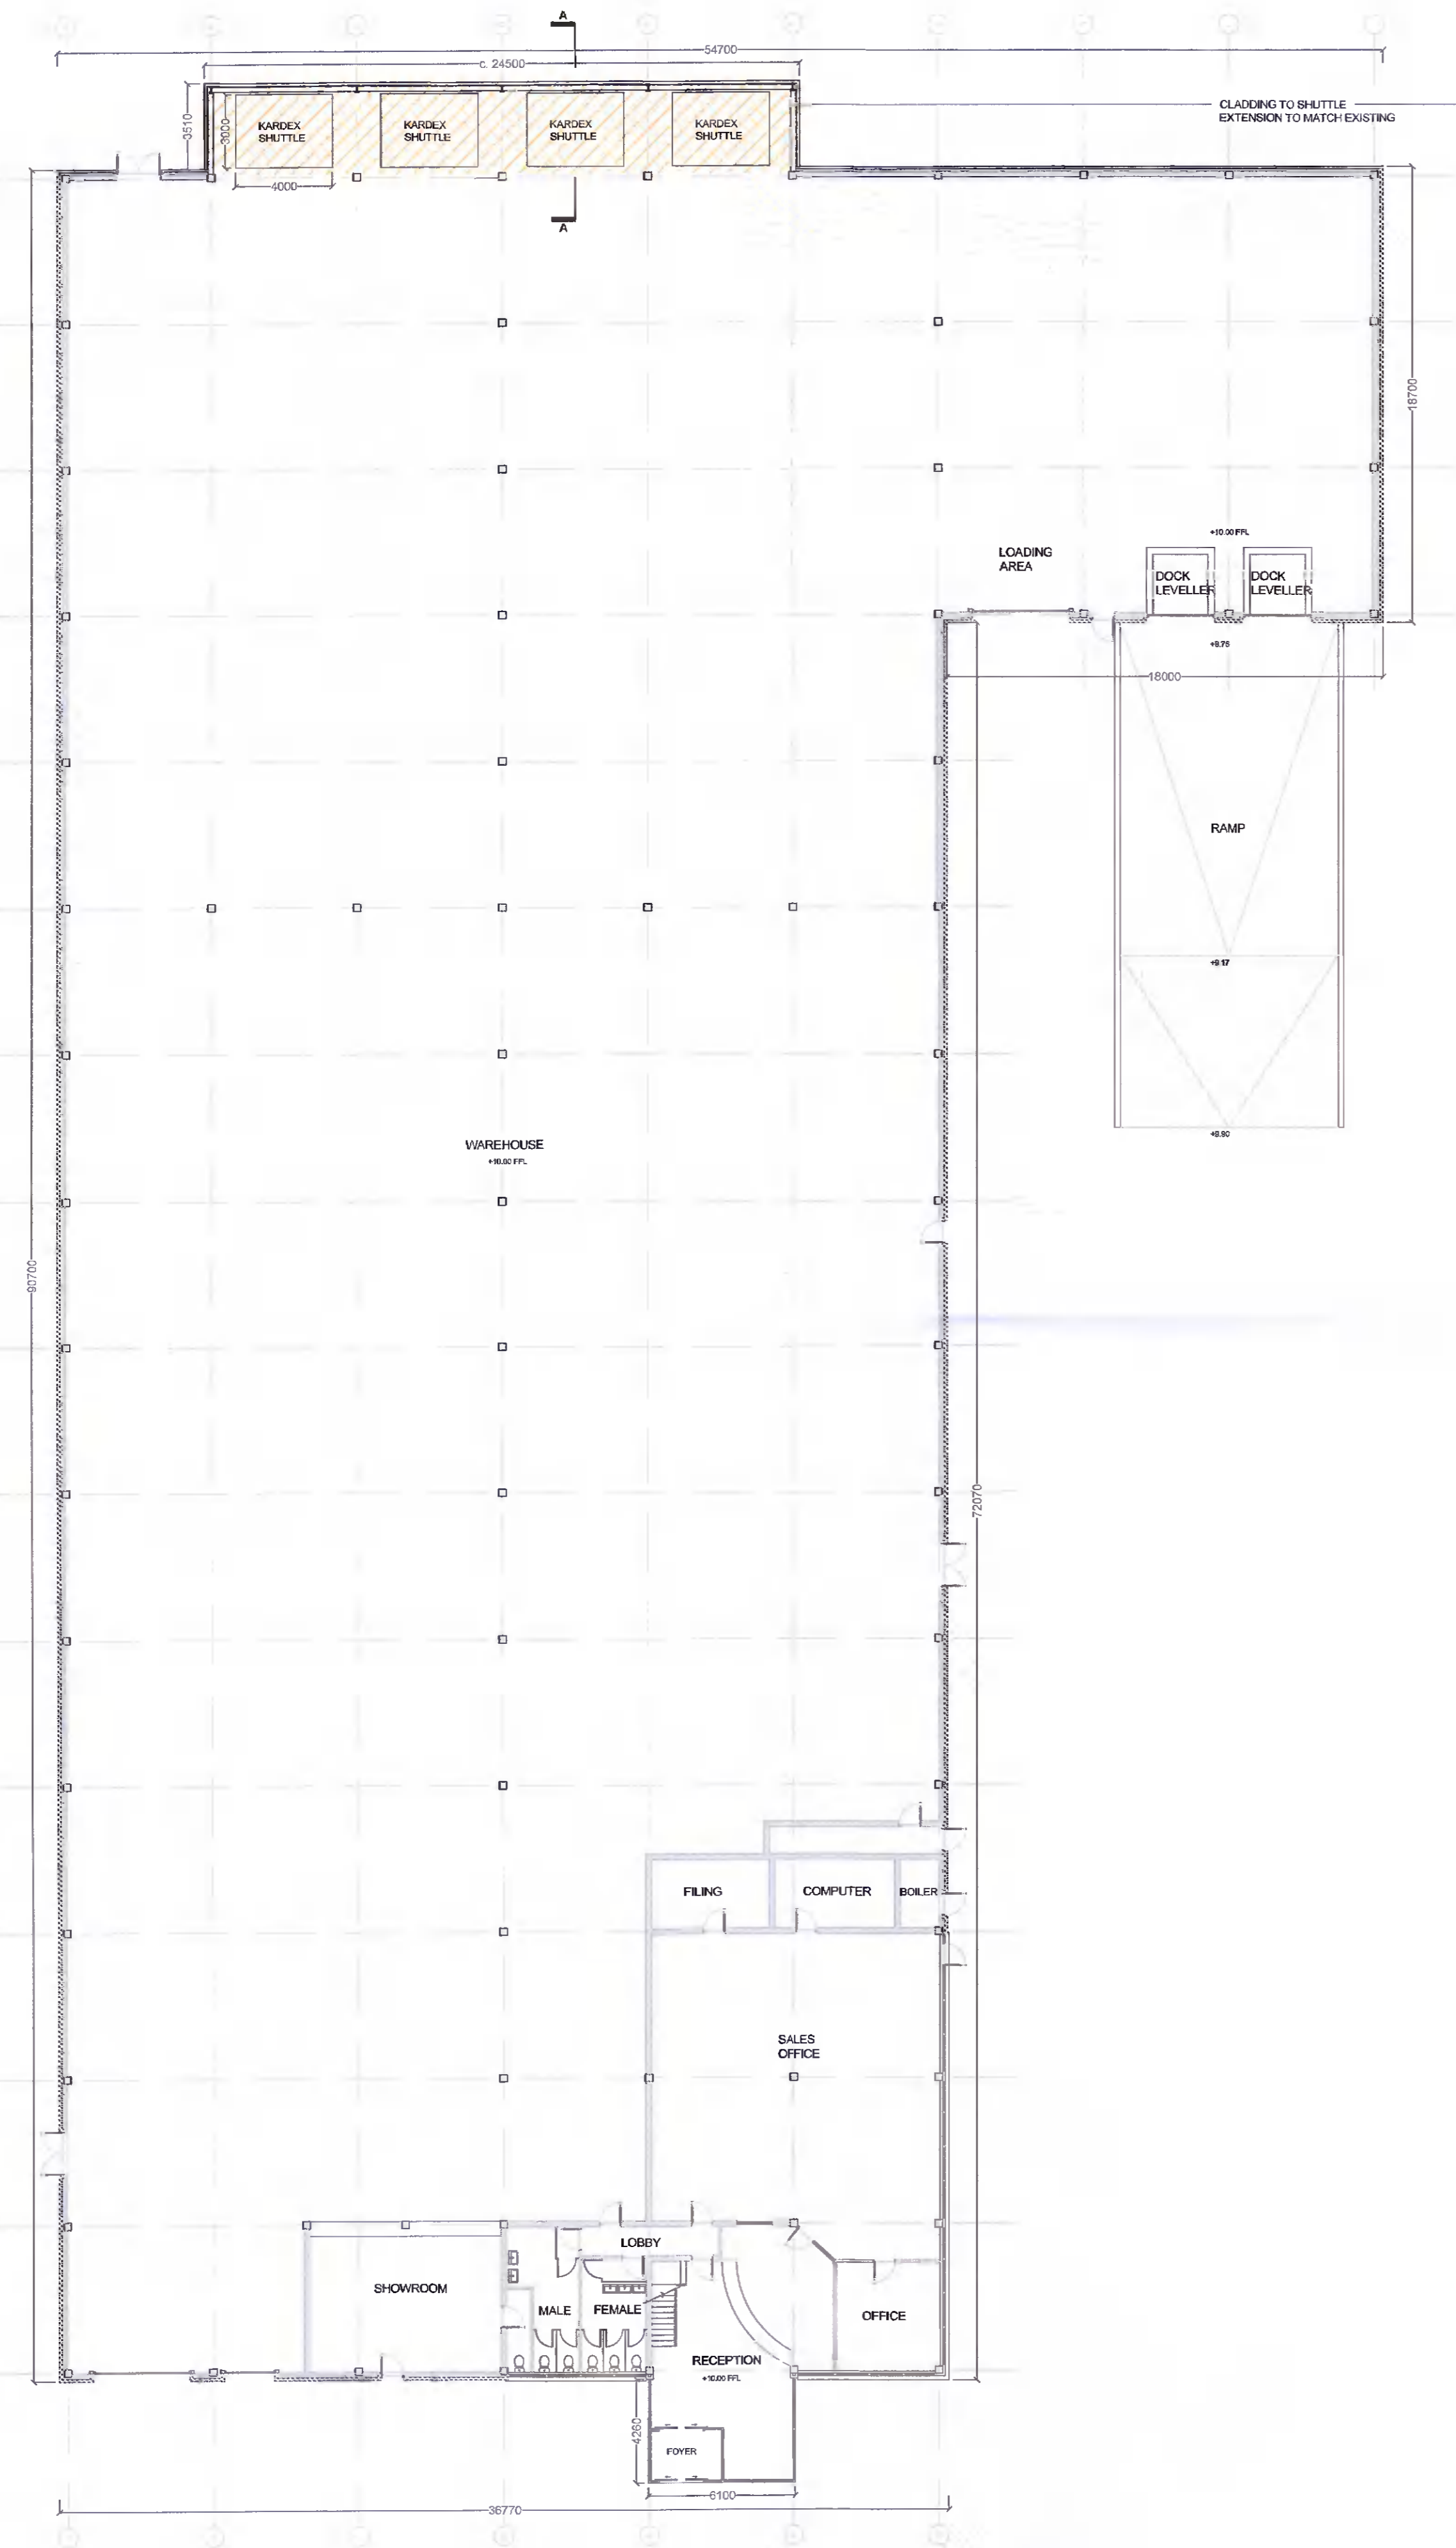 A
54700
c. 24500
3510
3000
KARDEX
SHUTTLE
KARDEX
SHUTTLE
KARDEX
SHUTTLE
KARDEX
SHUTTLE
CLADDING TO SHUTTLE
EXTENSION TO MATCH EXISTING
4000
A
18700
+10.00 FFL
LOADING
AREA
DOCK
LEVELLER
DOCK
LEVELLER
+9.76
18000
RAMP
+9.17
+9.90
WAREHOUSE
+10.00 FFL
90700
72070
FILING
COMPUTER
BOILER
SALES
OFFICE
LOBBY
SHOWROOM
MALE
FEMALE
OFFICE
RECEPTION
+10.00 FFL
4260
FOYER
6100
36770